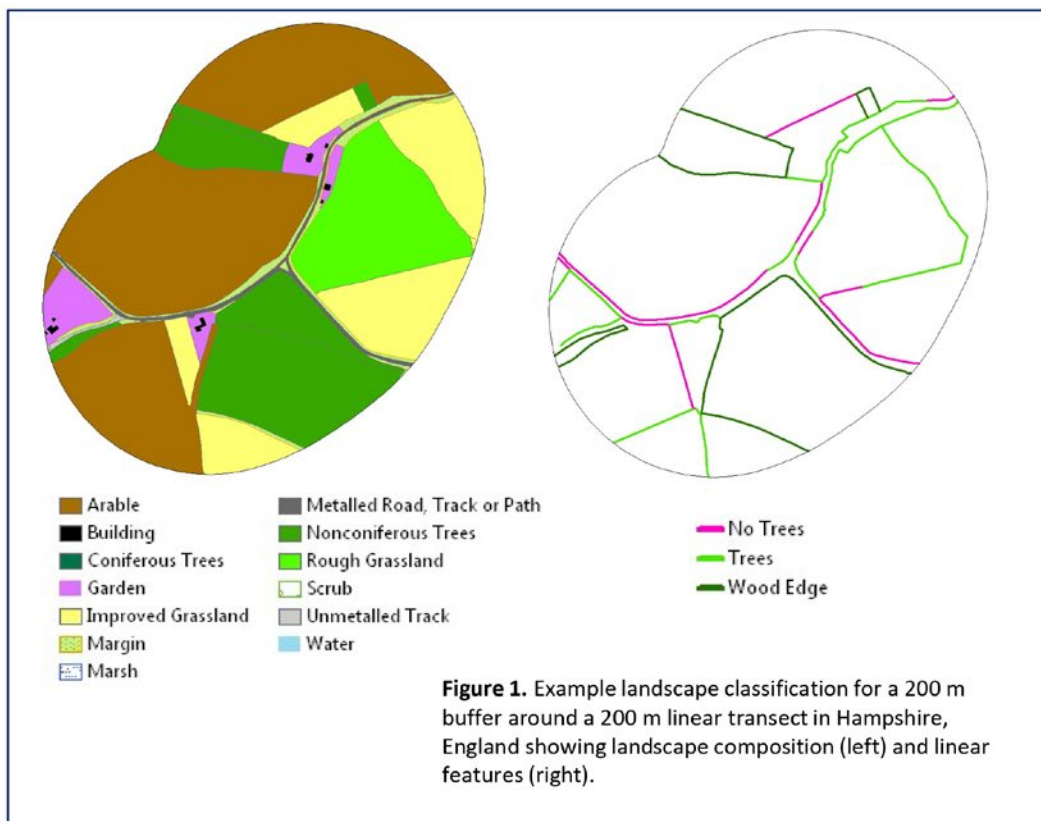 Arable
Building
Coniferous Trees
Garden
Improved Grassland
Margin
Marsh
Metalled Road, Track or Path
Nonconiferous Trees
Rough Grassland
Scrub
Unmetalled Track
Water
No Trees
Trees
Wood Edge
Figure 1. Example landscape classification for a 200 m
buffer around a 200 m linear transect in Hampshire,
England showing landscape composition (left) and linear
features (right).